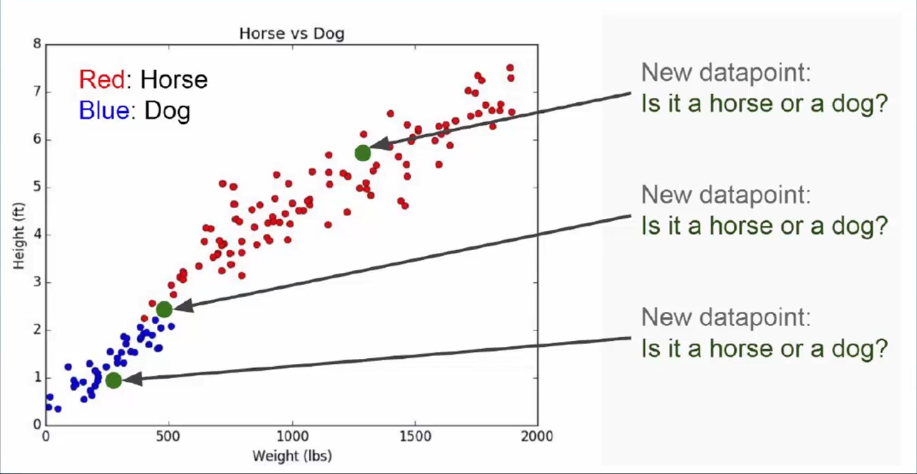 Horse vs Dog
Red: Horse
Blue: Dog
8
7
6
5
4
3
2
1
0
Height (ft)
0 500 1000 1500 2000
Weight (lbs)
New datapoint:
Is it a horse or a dog?
New datapoint:
Is it a horse or a dog?
New datapoint:
Is it a horse or a dog?